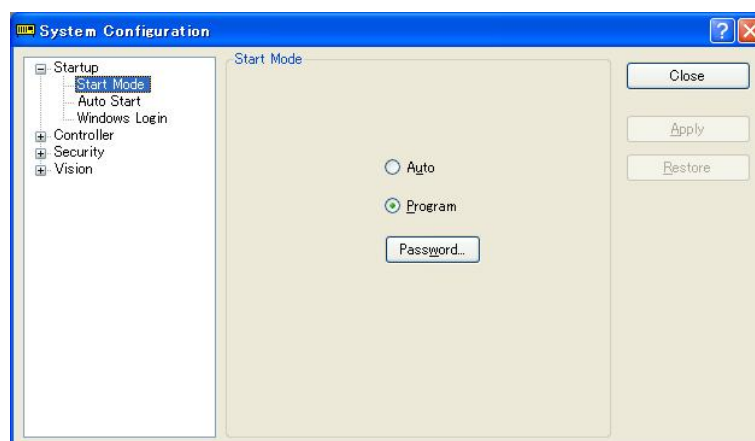 System Configuration
Startup
Start Mode
Auto Start
Windows Login
Controller
Security
Vision
Start Mode
Auto
Program
Password...
Close
Apply
Restore